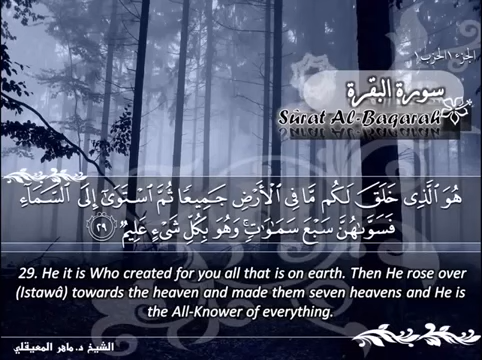 الجزء ١ الحزب ١
سورة البقرة
Sûrat Al-Baqarah
هُوَ ٱلَّذِى خَلَقَ لَكُم مَّا فِى ٱلْأَرْضِ جَمِيعًا ثُمَّ ٱسْتَوَىٰٓ إِلَى ٱلسَّمَآءِ
فَسَوَّىٰهُنَّ سَبْعَ سَمَـٰوَٰتٍ ۚ وَهُوَ بِكُلِّ شَىْءٍ عَلِيمٌ ٢٩
29. He it is Who created for you all that is on earth. Then He rose over
(Istawâ) towards the heaven and made them seven heavens and He is
the All-Knower of everything.
الشيخ د. ماهر المعيقلي